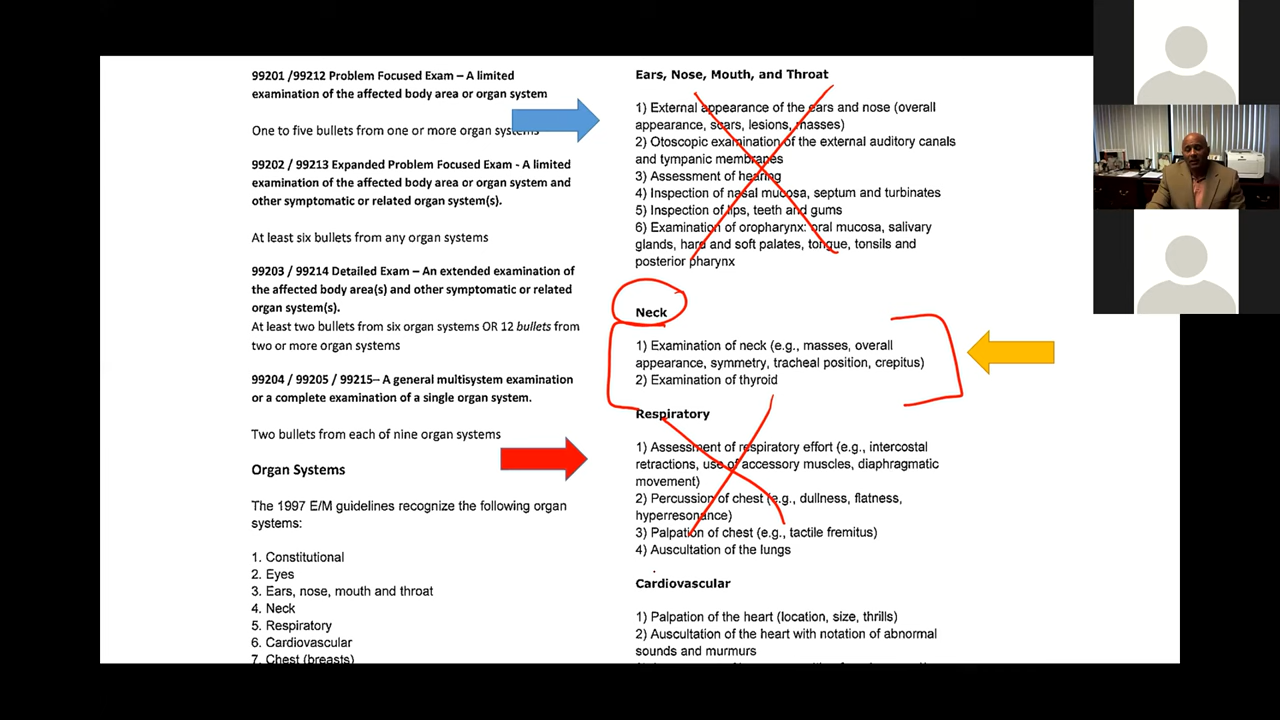 99201 /99212 Problem Focused Exam – A limited
examination of the affected body area or organ system
One to five bullets from one or more organ systems
99202 / 99213 Expanded Problem Focused Exam - A limited
examination of the affected body area or organ system and
other symptomatic or related organ system(s).
At least six bullets from any organ systems
99203 / 99214 Detailed Exam – An extended examination of
the affected body area(s) and other symptomatic or related
organ system(s).
At least two bullets from six organ systems OR 12 bullets from
two or more organ systems
99204 / 99205 / 99215– A general multisystem examination
or a complete examination of a single organ system.
Two bullets from each of nine organ systems
Organ Systems
The 1997 E/M guidelines recognize the following organ
systems:
1. Constitutional
2. Eyes
3. Ears, nose, mouth and throat
4. Neck
5. Respiratory
6. Cardiovascular
7. Chest (breasts)
Ears, Nose, Mouth, and Throat
1) External appearance of the ears and nose (overall
appearance, scars, lesions, masses)
2) Otoscopic examination of the external auditory canals
and tympanic membranes
3) Assessment of hearing
4) Inspection of nasal mucosa, septum and turbinates
5) Inspection of lips, teeth and gums
6) Examination of oropharynx: oral mucosa, salivary
glands, hard and soft palates, tongue, tonsils and
posterior pharynx
Neck
1) Examination of neck (e.g., masses, overall
appearance, symmetry, tracheal position, crepitus)
2) Examination of thyroid
Respiratory
1) Assessment of respiratory effort (e.g., intercostal
retractions, use of accessory muscles, diaphragmatic
movement)
2) Percussion of chest (e.g., dullness, flatness,
hyperresonance)
3) Palpation of chest (e.g., tactile fremitus)
4) Auscultation of the lungs
Cardiovascular
1) Palpation of the heart (location, size, thrills)
2) Auscultation of the heart with notation of abnormal
sounds and murmurs